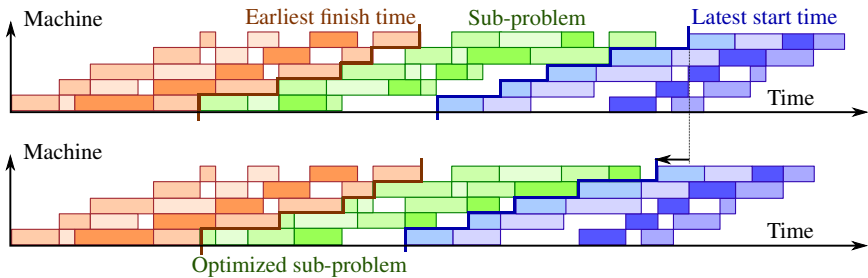 Machine
Earliest finish time
Sub-problem
Latest start time
Time
Machine
Time
Optimized sub-problem